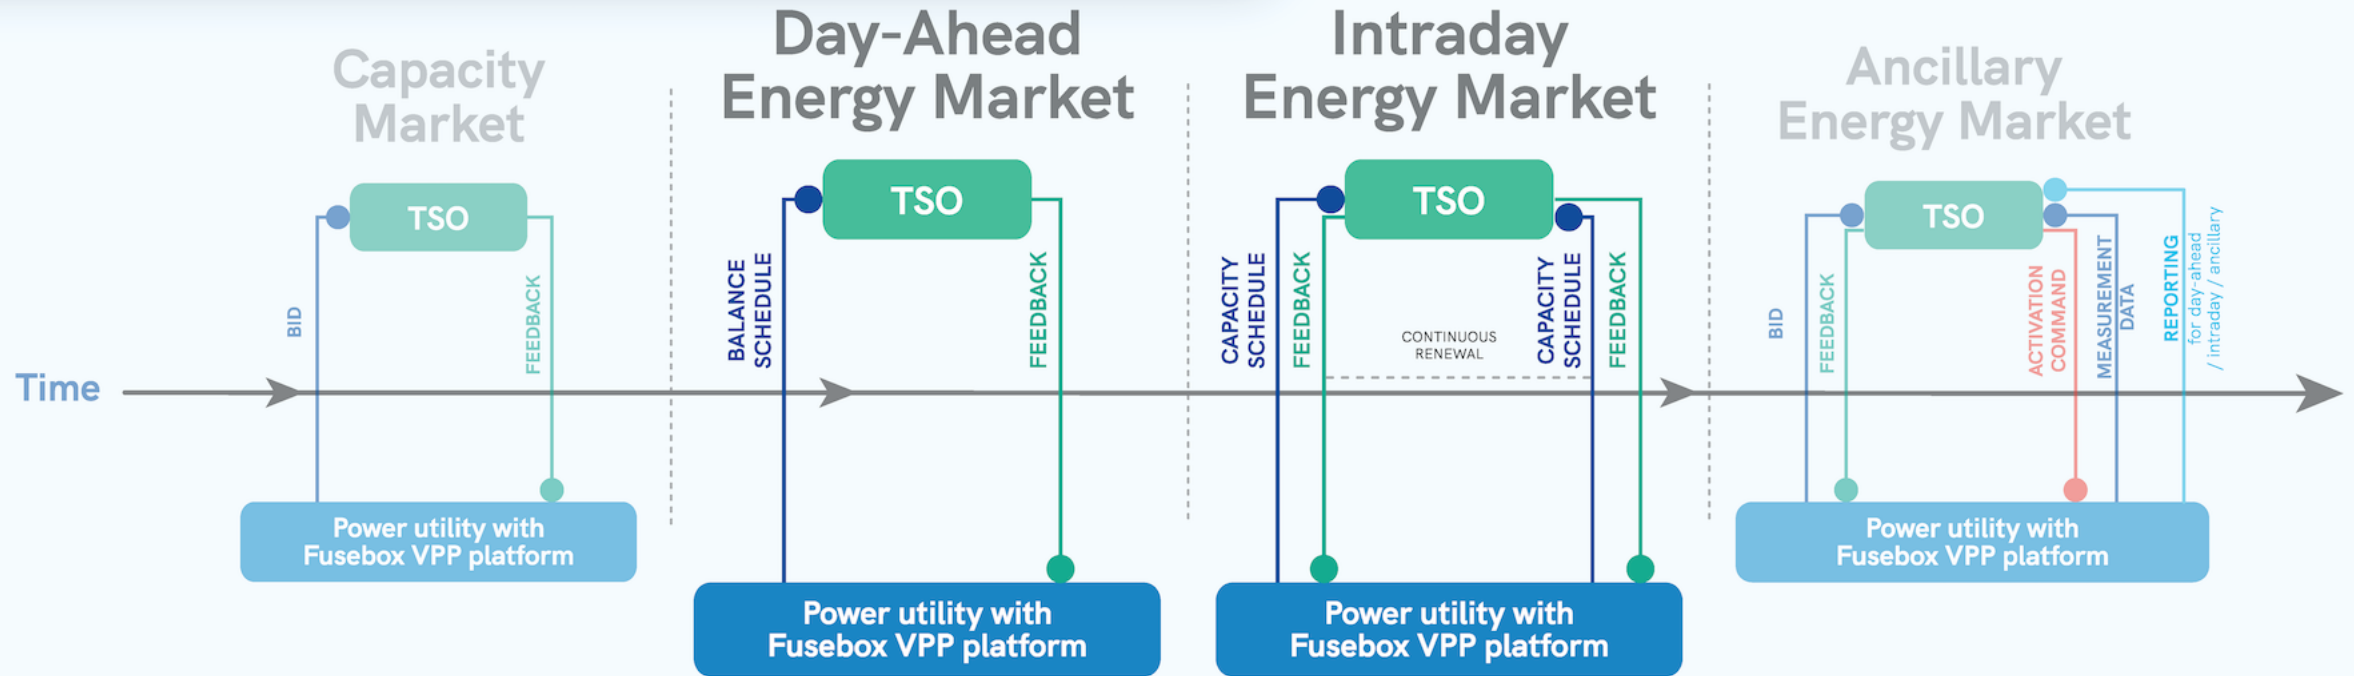 Capacity
Market
Day-Ahead
Energy Market
Intraday
Energy Market
Ancillary
Energy Market
TSO
TSO
TSO
TSO
BID
FEEDBACK
BALANCE
SCHEDULE
FEEDBACK
CAPACITY
SCHEDULE
FEEDBACK
CONTINUOUS
RENEWAL
CAPACITY
SCHEDULE
FEEDBACK
BID
FEEDBACK
ACTIVATION
COMMAND
MEASUREMENT
DATA
REPORTING
for day-ahead
/ intraday / ancillary
Time
Power utility with
Fusebox VPP platform
Power utility with
Fusebox VPP platform
Power utility with
Fusebox VPP platform
Power utility with
Fusebox VPP platform